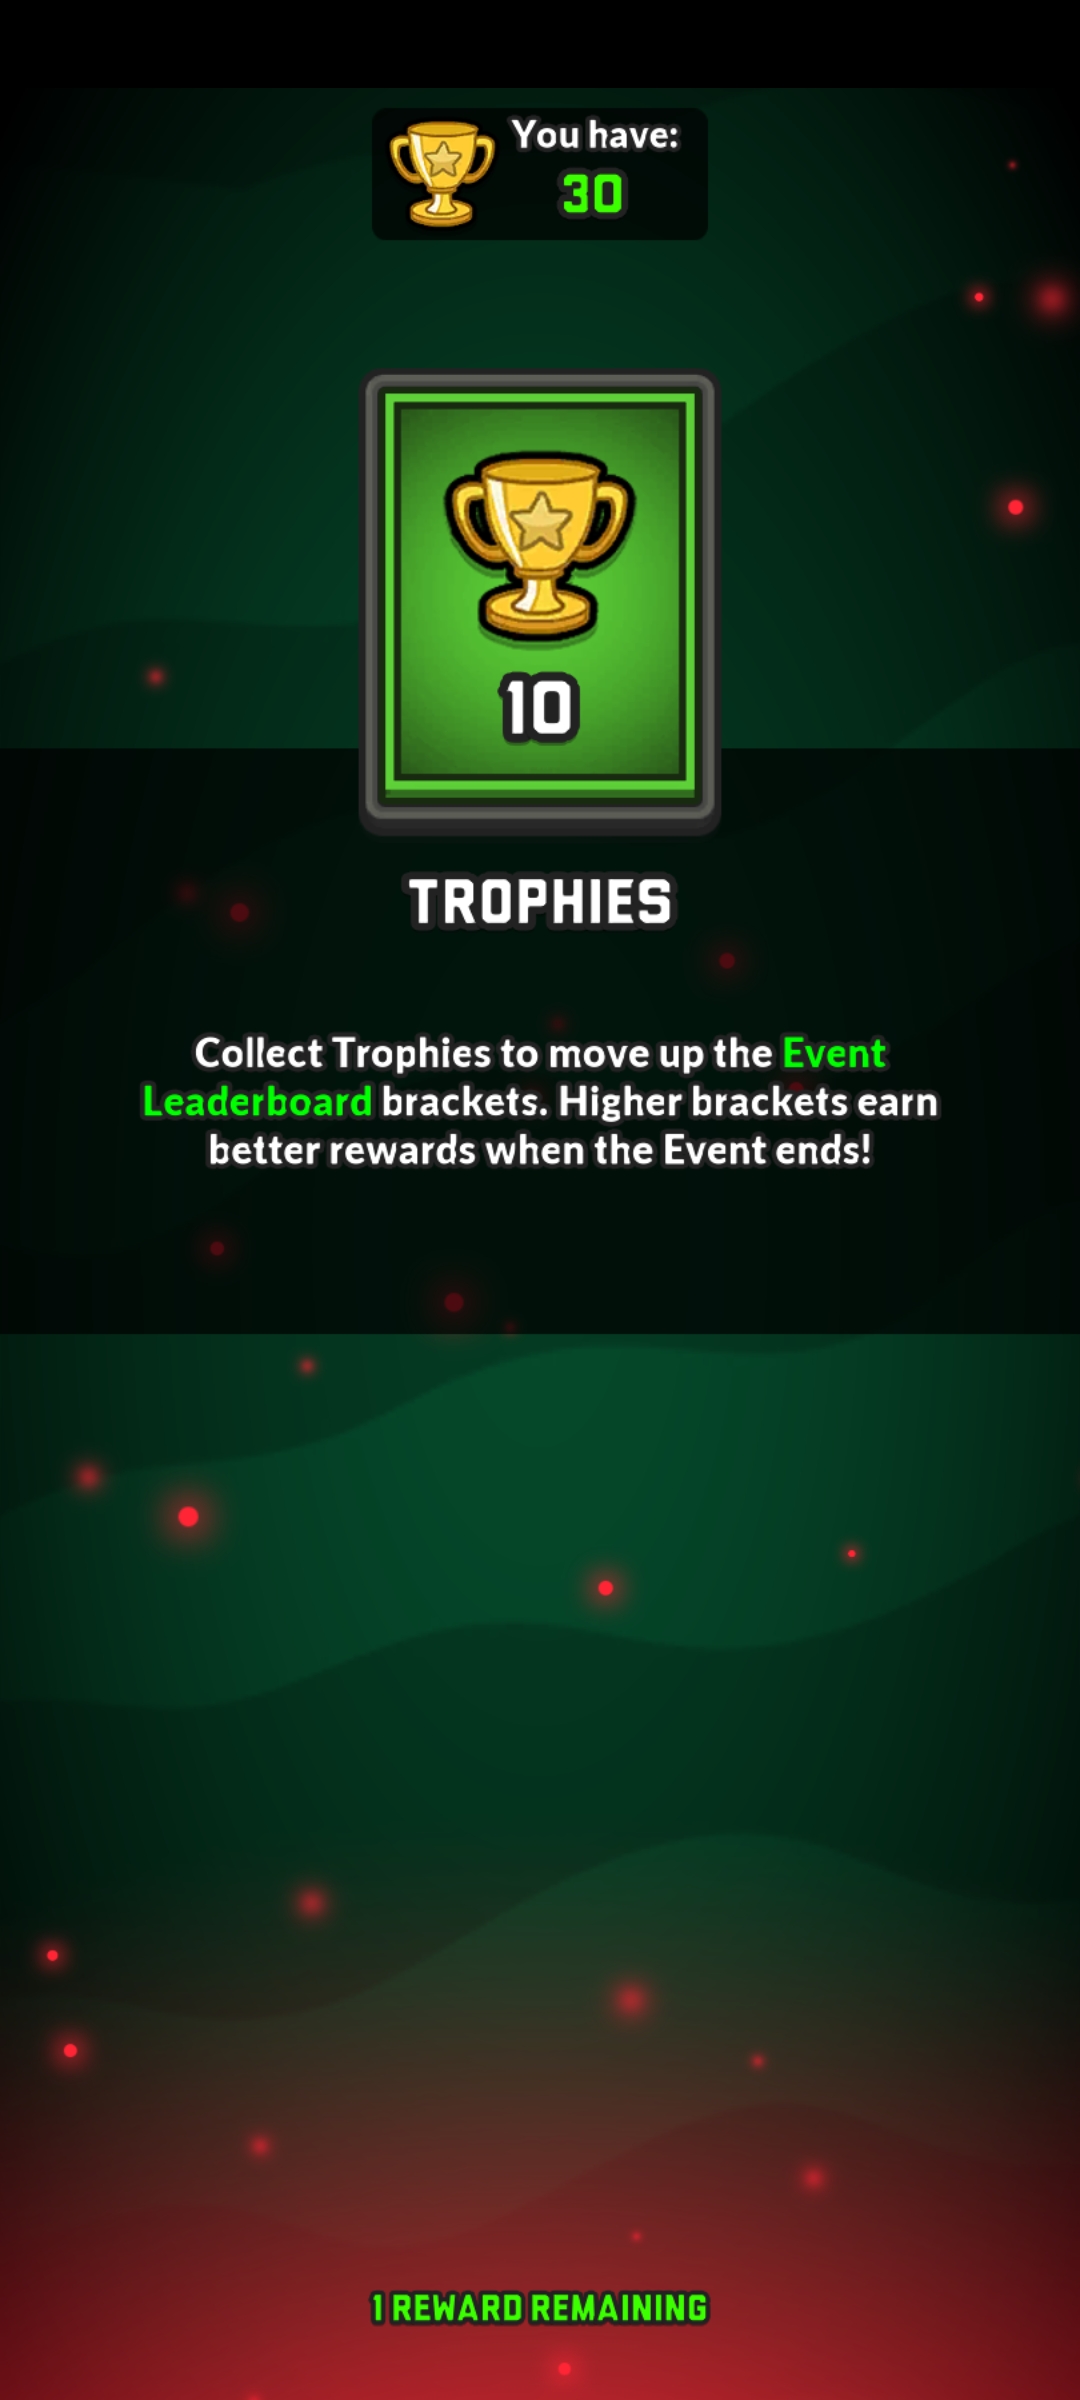 You have:
30
10
TROPHIES
Collect Trophies to move up the Event
Leaderboard brackets. Higher brackets earn
better rewards when the Event ends!
1 REWARD REMAINING